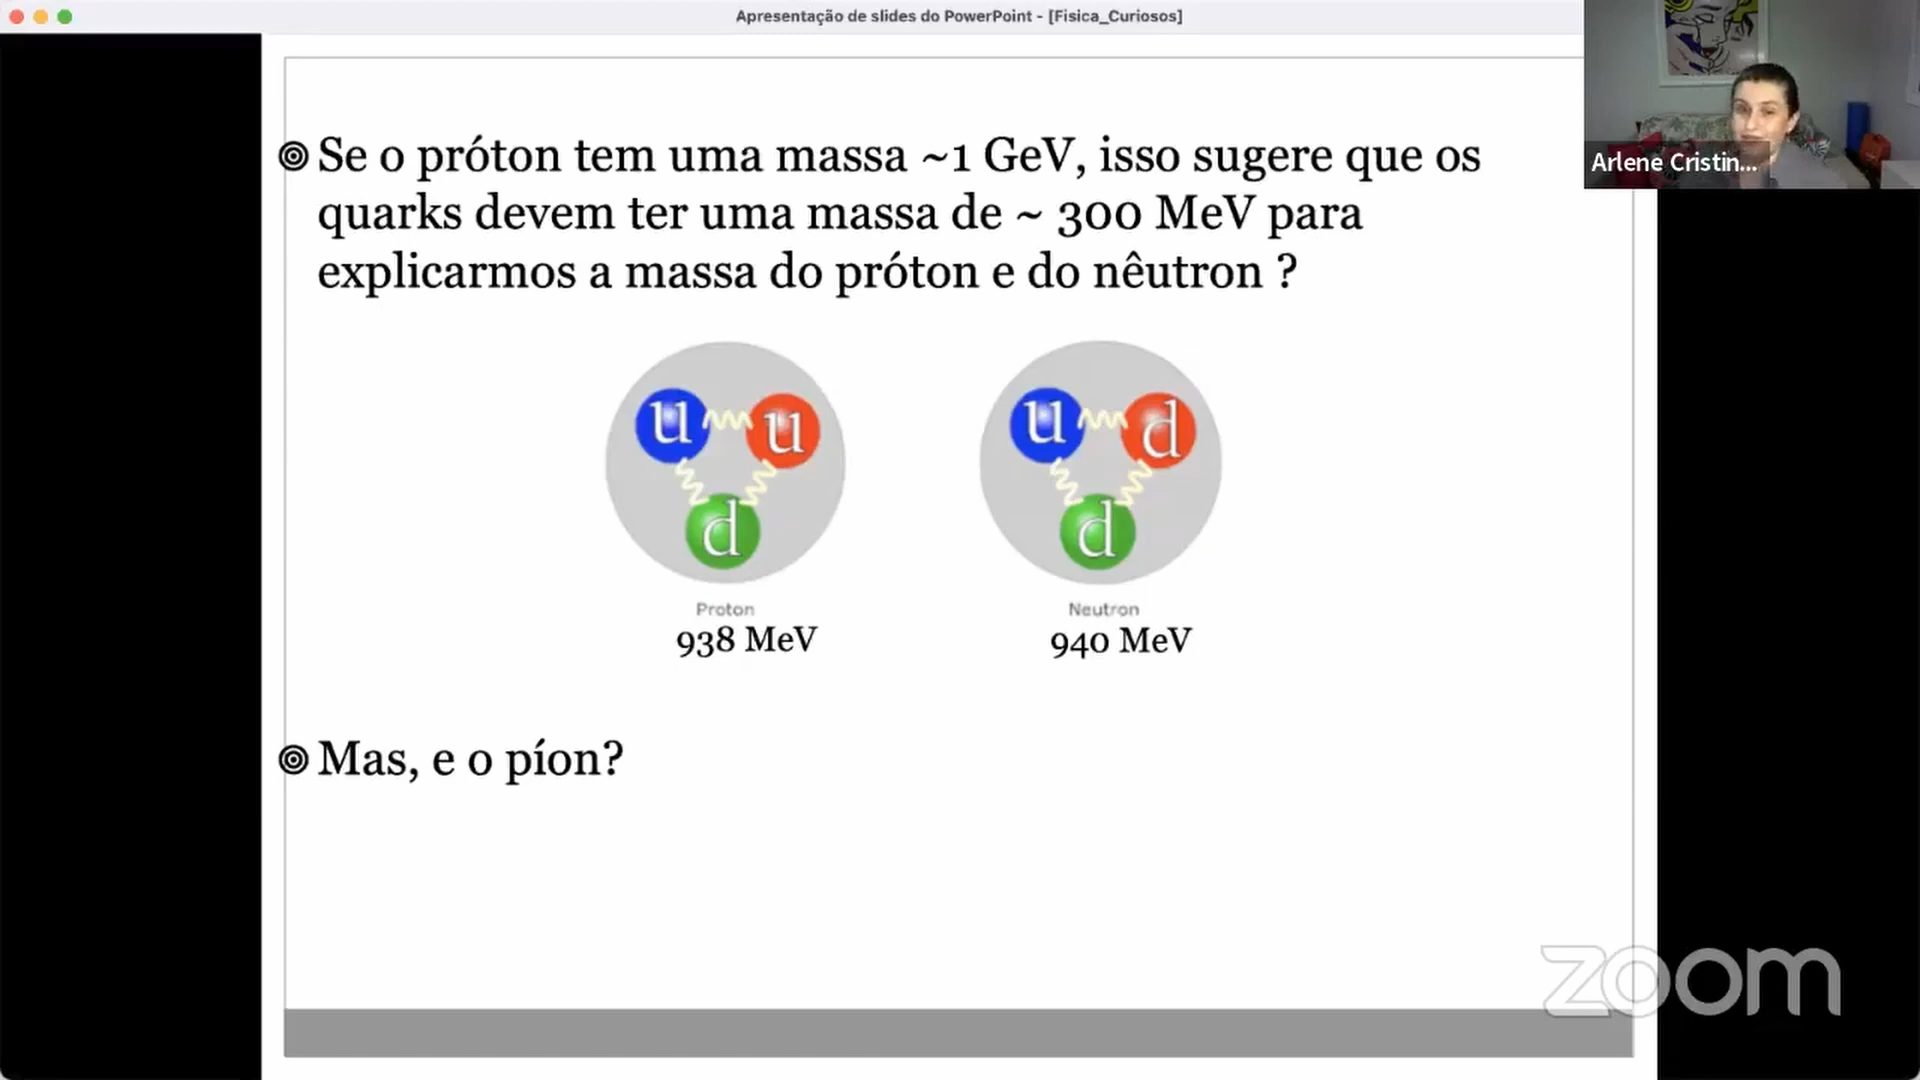 Apresentação de slides do PowerPoint - [Fisica_Curiosos]
Arlene Cristin...
Se o próton tem uma massa ~1 GeV, isso sugere que os
quarks devem ter uma massa de ~ 300 MeV para
explicarmos a massa do próton e do nêutron ?
u u
d
u d
d
Proton
938 MeV
Neutron
940 MeV
Mas, e o píon?
zoom